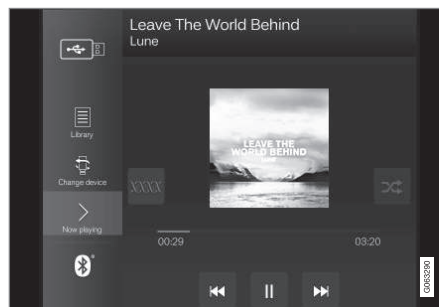 Leave The World Behind
Lune
Library
LEAVE THE
WORLD BEHIND
XXXX
Change device
Now playing
00:29
03:20
G063290